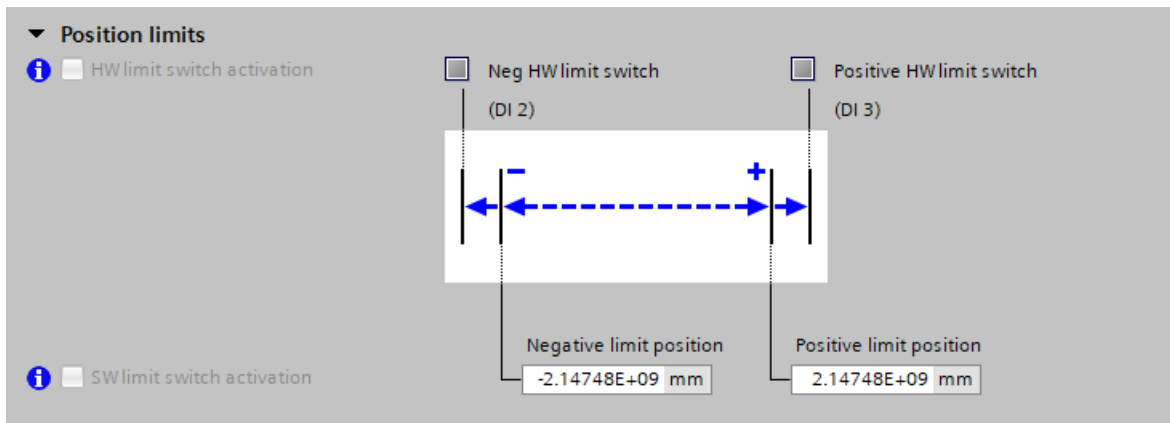 Position limits
HW limit switch activation
Neg HW limit switch
Positive HW limit switch
(DI 2)
(DI 3)
Negative limit position
Positive limit position
SW limit switch activation
-2.14748E+09 mm
2.14748E+09 mm